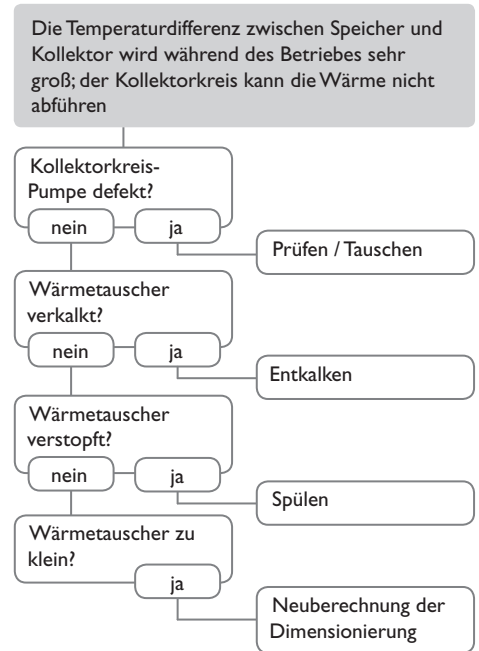 Die Temperaturdifferenz zwischen Speicher und
Kollektor wird während des Betriebes sehr
groß; der Kollektorkreis kann die Wärme nicht
abführen
Kollektorkreis-
Pumpe defekt?
nein
ja
Prüfen / Tauschen
Wärmetauscher
verkalkt?
nein
ja
Entkalken
Wärmetauscher
verstopft?
nein
ja
Spülen
Wärmetauscher zu
klein?
ja
Neuberechnung der
Dimensionierung